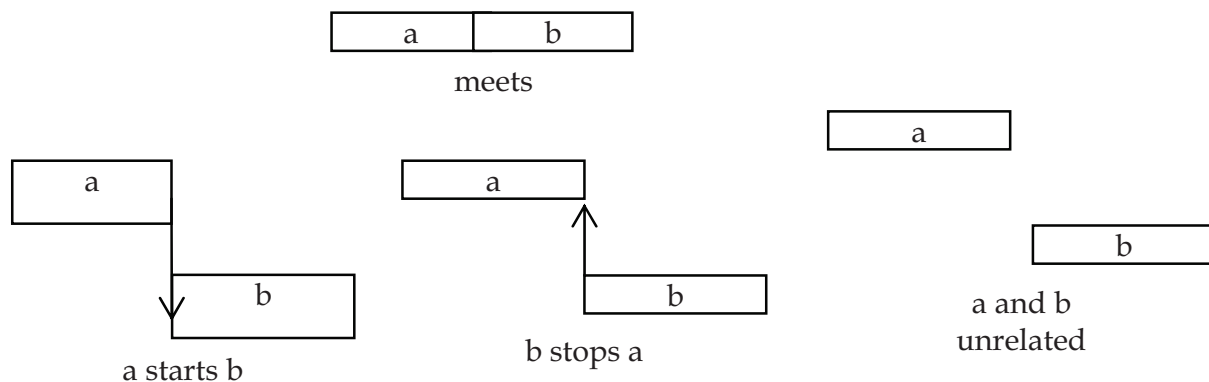 a b
meets
a
b
a starts b
a
b
b stops a
a
b
a and b
unrelated